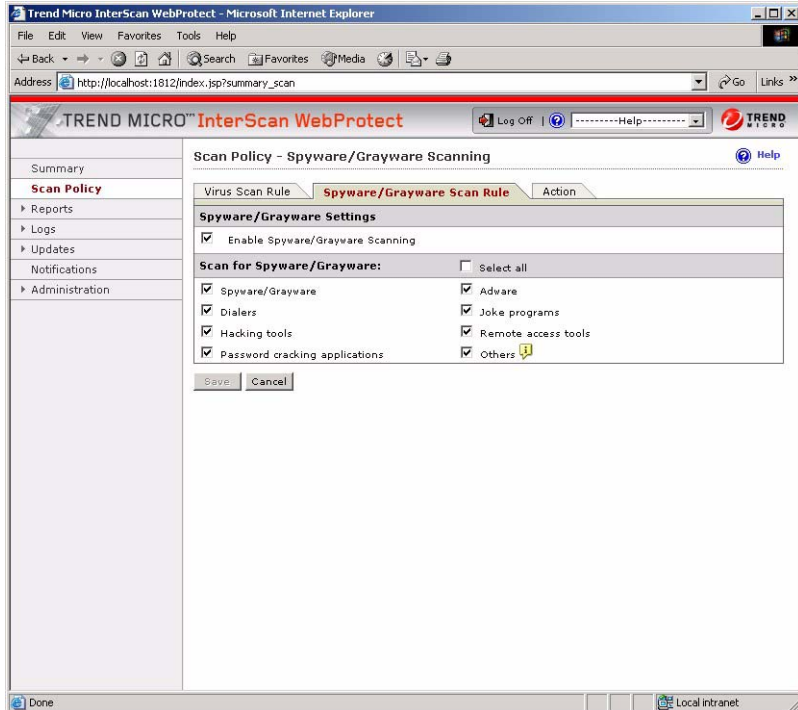 Trend Micro InterScan WebProtect - Microsoft Internet Explorer
File Edit View Favorites Tools Help
Back Search Favorites Media
Address http://localhost:1812/index.jsp?summary_scan Go Links »
TREND MICRO™ InterScan WebProtect Log Off | ? ---------Help--------- TREND MICRO
Scan Policy - Spyware/Grayware Scanning ? Help
Summary
Scan Policy
Reports
Logs
Updates
Notifications
Administration
Virus Scan Rule Spyware/Grayware Scan Rule Action
Spyware/Grayware Settings
Enable Spyware/Grayware Scanning
Scan for Spyware/Grayware: Select all
Spyware/Grayware Adware
Dialers Joke programs
Hacking tools Remote access tools
Password cracking applications Others
Save Cancel
Done Local intranet